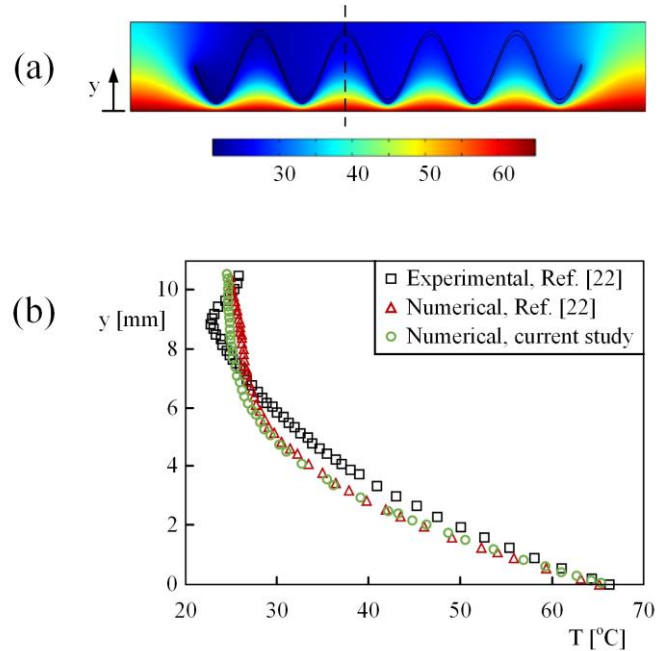 (a)
y
30 40 50 60
(b)
y [mm]
10
8
6
4
2
0
Experimental, Ref. [22]
Numerical, Ref. [22]
Numerical, current study
20 30 40 50 60 70
T [°C]